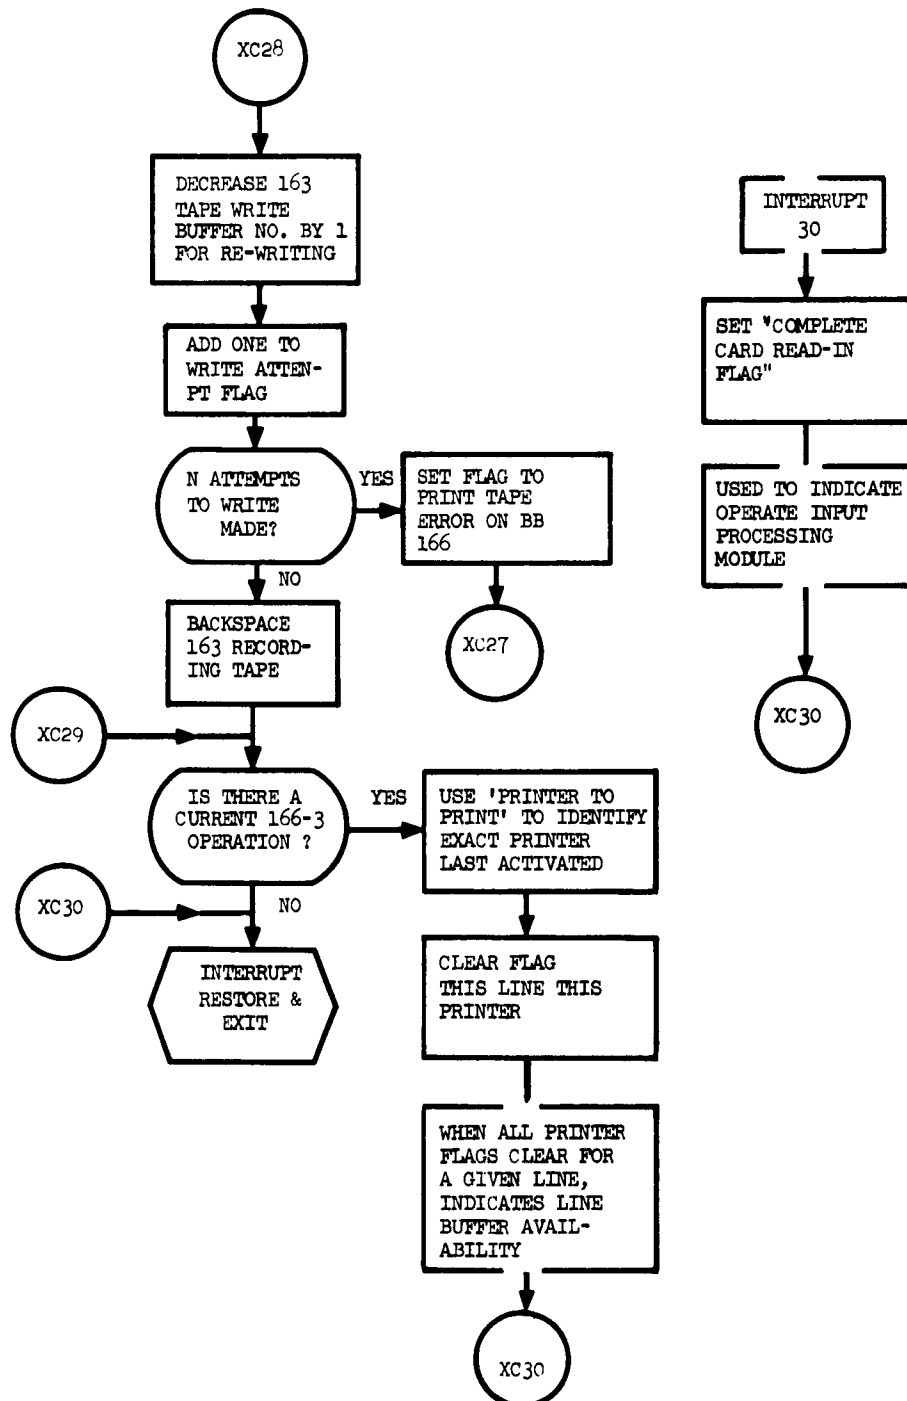 XC28
DECREASE 163
TAPE WRITE
BUFFER NO. BY 1
FOR RE-WRITING
ADD ONE TO
WRITE ATTEN-
PT FLAG
N ATTEMPTS
TO WRITE
MADE?
YES
SET FLAG TO
PRINT TAPE
ERROR ON BB
166
NO
XC27
BACKSPACE
163 RECORD-
ING TAPE
XC29
IS THERE A
CURRENT 166-3
OPERATION ?
YES
USE 'PRINTER TO
PRINT' TO IDENTIFY
EXACT PRINTER
LAST ACTIVATED
NO
XC30
INTERRUPT
RESTORE &
EXIT
CLEAR FLAG
THIS LINE THIS
PRINTER
WHEN ALL PRINTER
FLAGS CLEAR FOR
A GIVEN LINE,
INDICATES LINE
BUFFER AVAIL-
ABILITY
XC30
INTERRUPT
30
SET "COMPLETE
CARD READ-IN
FLAG"
USED TO INDICATE
OPERATE INPUT
PROCESSING
MODULE
XC30